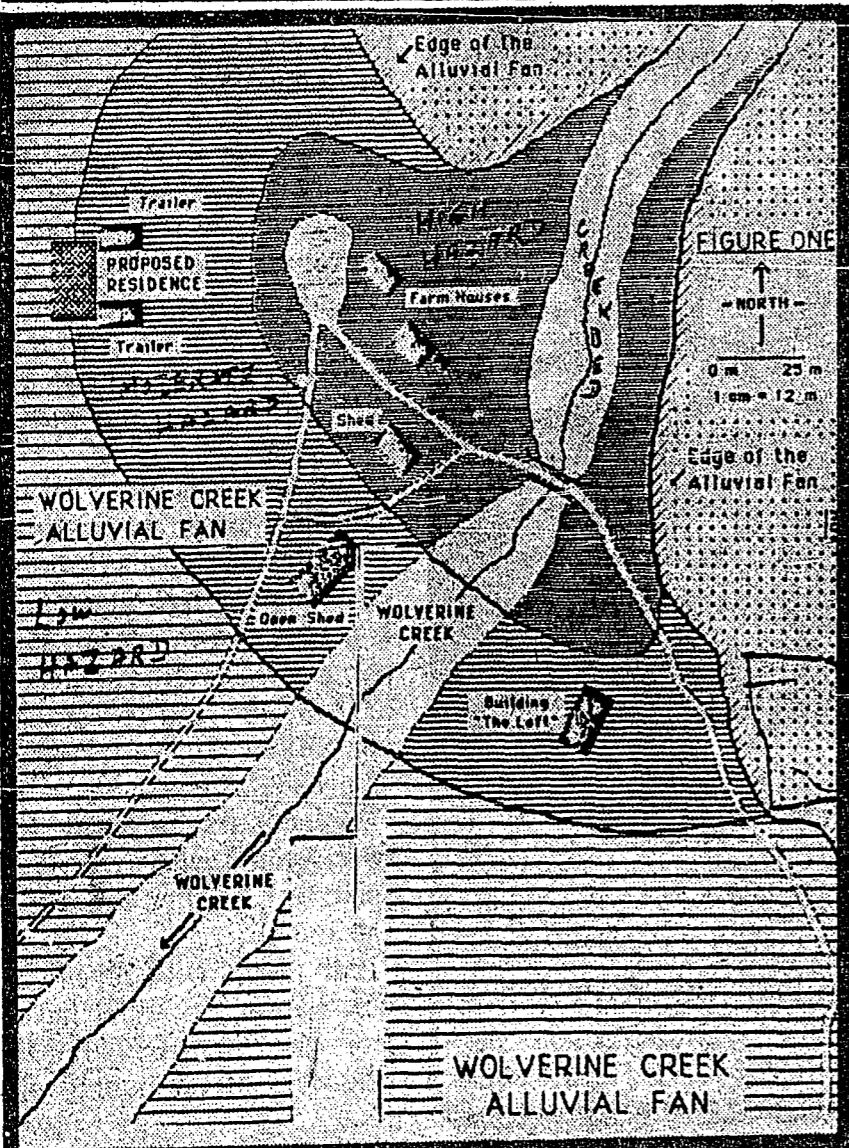 Edge of the
Alluvial Fan
Trailer
HIGH
HAZARD
CREEK BED
FIGURE ONE
PROPOSED
RESIDENCE
Farm Houses
- NORTH -
Trailer
0 m 25 m
1 cm = 12 m
HAZARD
Shed
Edge of the
Alluvial Fan
WOLVERINE CREEK
ALLUVIAL FAN
Low
HAZARD
Open Shed
WOLVERINE
CREEK
Building
"The Loft"
WOLVERINE
CREEK
WOLVERINE CREEK
ALLUVIAL FAN